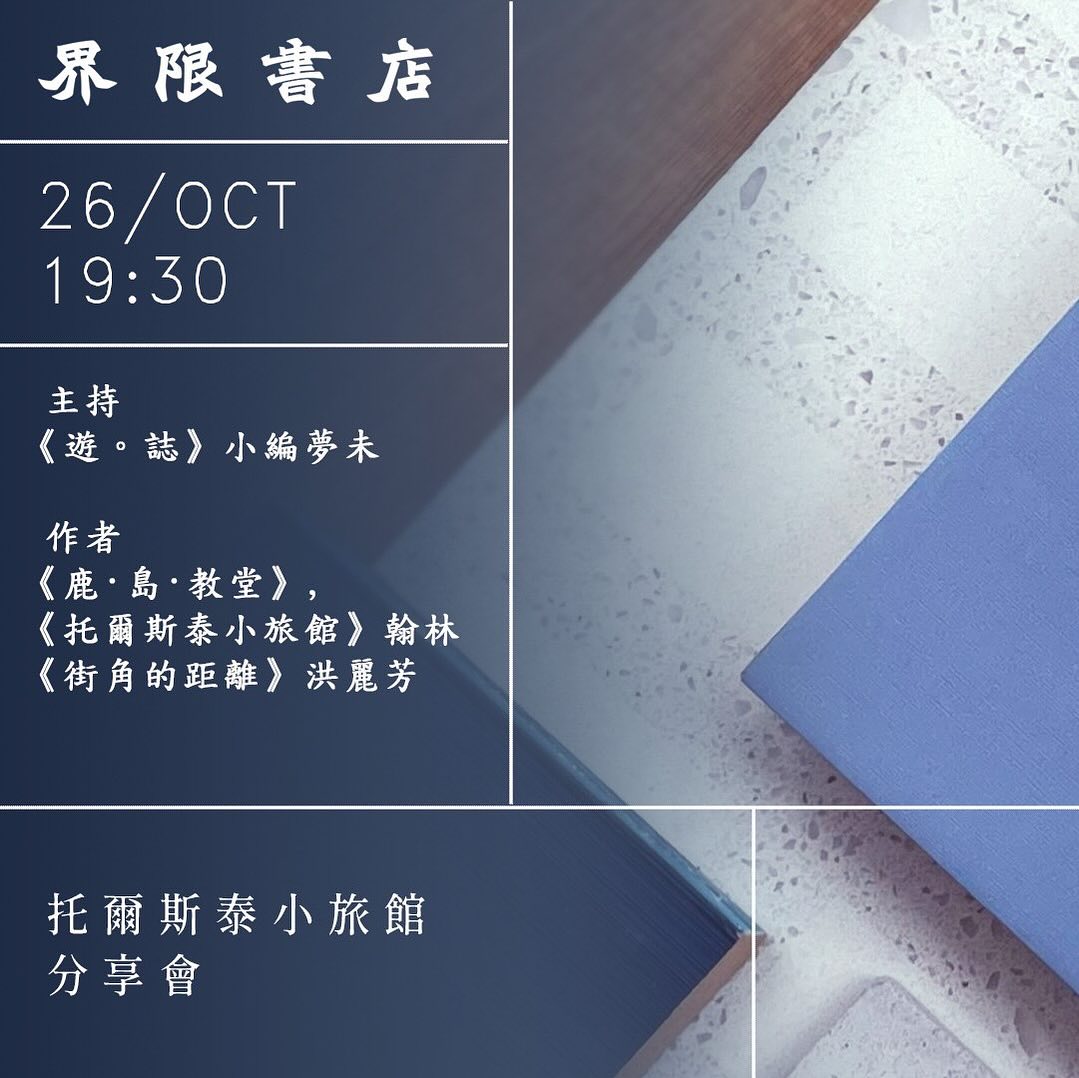 界限書店
26/OCT
19:30
主持
《遊。誌》小編夢未
作者
《鹿·島·教堂》,
《托爾斯泰小旅館》翰林
《街角的距離》洪麗芳
托爾斯泰小旅館
分享會